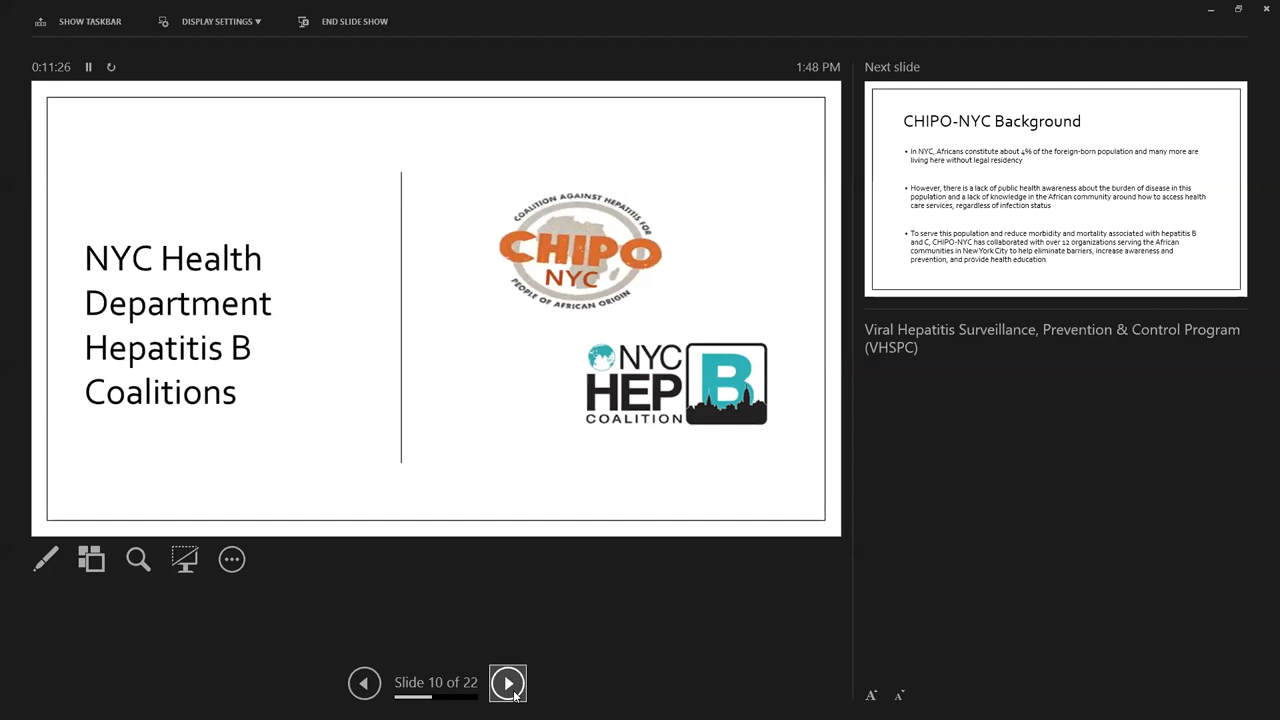 SHOW TASKBAR
DISPLAY SETTINGS
END SLIDE SHOW
0:11:26
1:48 PM
NYC Health
Department
Hepatitis B
Coalitions
COALITION AGAINST HEPATITIS FOR
CHIPO
NYC
PEOPLE OF AFRICAN ORIGIN
NYC
HEP
B
COALITION
Next slide
CHIPO-NYC Background
• In NYC, Africans constitute about 4% of the foreign-born population and many more are
living here without legal residency
• However, there is a lack of public health awareness about the burden of disease in this
population and a lack of knowledge in the African community around how to access health
care services, regardless of infection status
• To serve this population and reduce morbidity and mortality associated with hepatitis B
and C, CHIPO-NYC has collaborated with over 12 organizations serving the African
communities in New York City to help eliminate barriers, increase awareness and
prevention, and provide health education
Viral Hepatitis Surveillance, Prevention & Control Program
(VHSPC)
Slide 10 of 22
A A